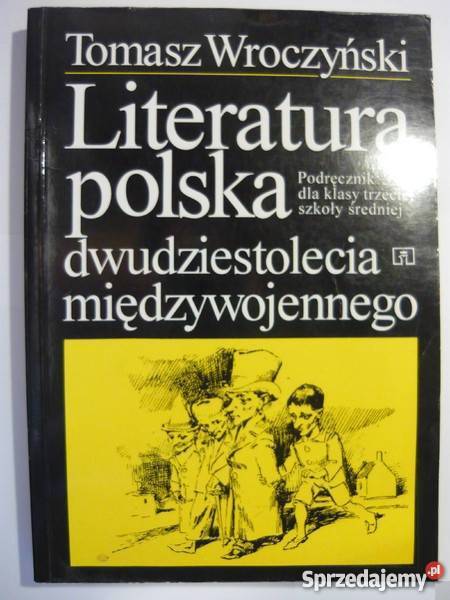 Tomasz Wroczyński
Literatura
polska
Podręcznik
dla klasy trzeciej
szkoły średniej
dwudziestolecia
międzywojennego
Sprzedajemy.pl